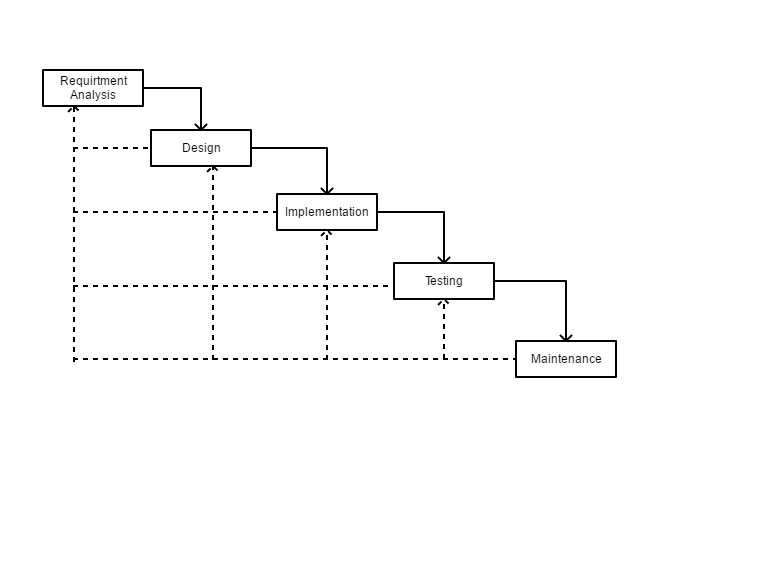 Requirtment
Analysis
Design
Implementation
Testing
Maintenance